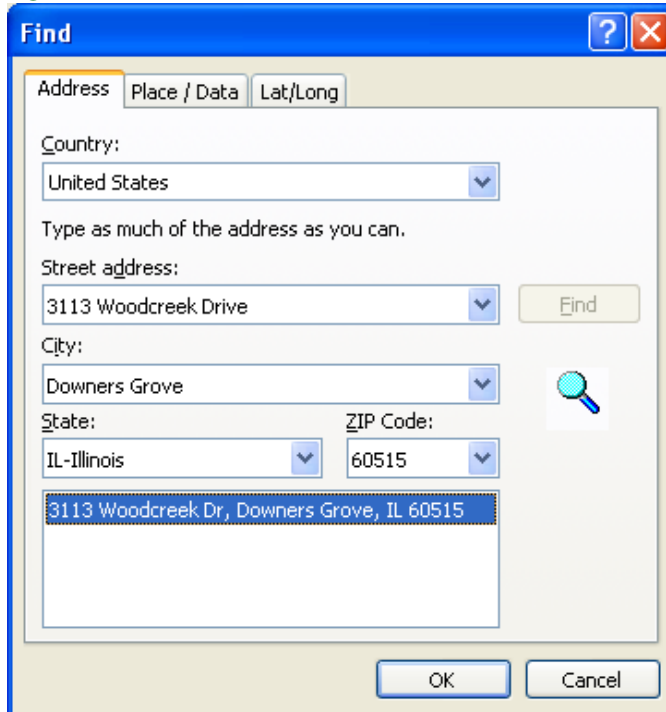 Find
Address Place / Data Lat/Long
Country:
United States
Type as much of the address as you can.
Street address:
3113 Woodcreek Drive Find
City:
Downers Grove
State: ZIP Code:
IL-Illinois 60515
3113 Woodcreek Dr, Downers Grove, IL 60515
OK Cancel